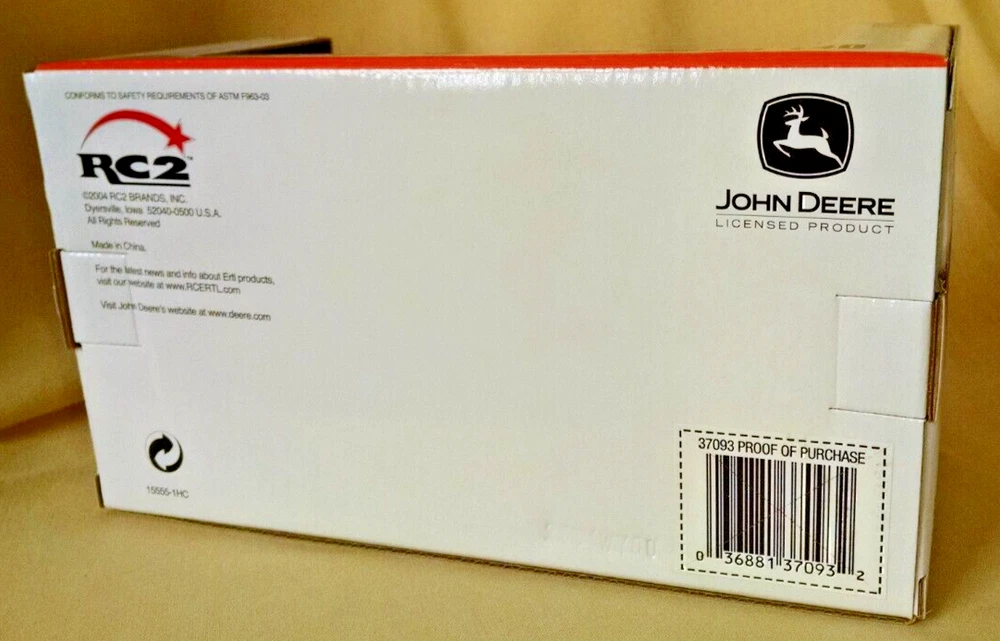 CONFORMS TO SAFETY REQUIREMENTS OF ASTM F963-03
RC2™
©2004 RC2 BRANDS, INC.
Dyersville, Iowa 52040-0500 U.S.A.
All Rights Reserved
Made in China.
For the latest news and info about Ertl products,
visit our website at www.RCERTL.com
Visit John Deere's website at www.deere.com
15555-1HC
JOHN DEERE
LICENSED PRODUCT
37093 PROOF OF PURCHASE
0 36881 37093 2